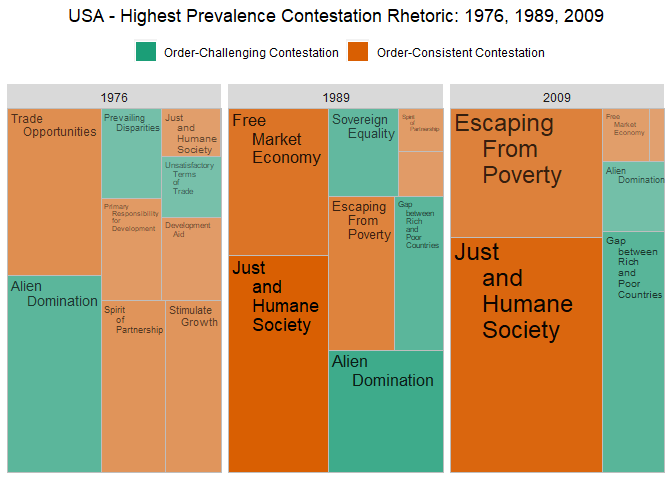 USA - Highest Prevalence Contestation Rhetoric: 1976, 1989, 2009
Order-Challenging Contestation
Order-Consistent Contestation
1976
1989
2009
Trade
Opportunities
Prevailing
Disparities
Just
and
Humane
Society
Unsatisfactory
Terms
of
Trade
Primary
Responsibility
for
Development
Development
Aid
Alien
Domination
Spirit
of
Partnership
Stimulate
Growth
Free
Market
Economy
Sovereign
Equality
Spirit
of
Partnership
Escaping
From
Poverty
Gap
between
Rich
and
Poor
Countries
Just
and
Humane
Society
Alien
Domination
Escaping
From
Poverty
Free
Market
Economy
Alien
Domination
Just
and
Humane
Society
Gap
between
Rich
and
Poor
Countries